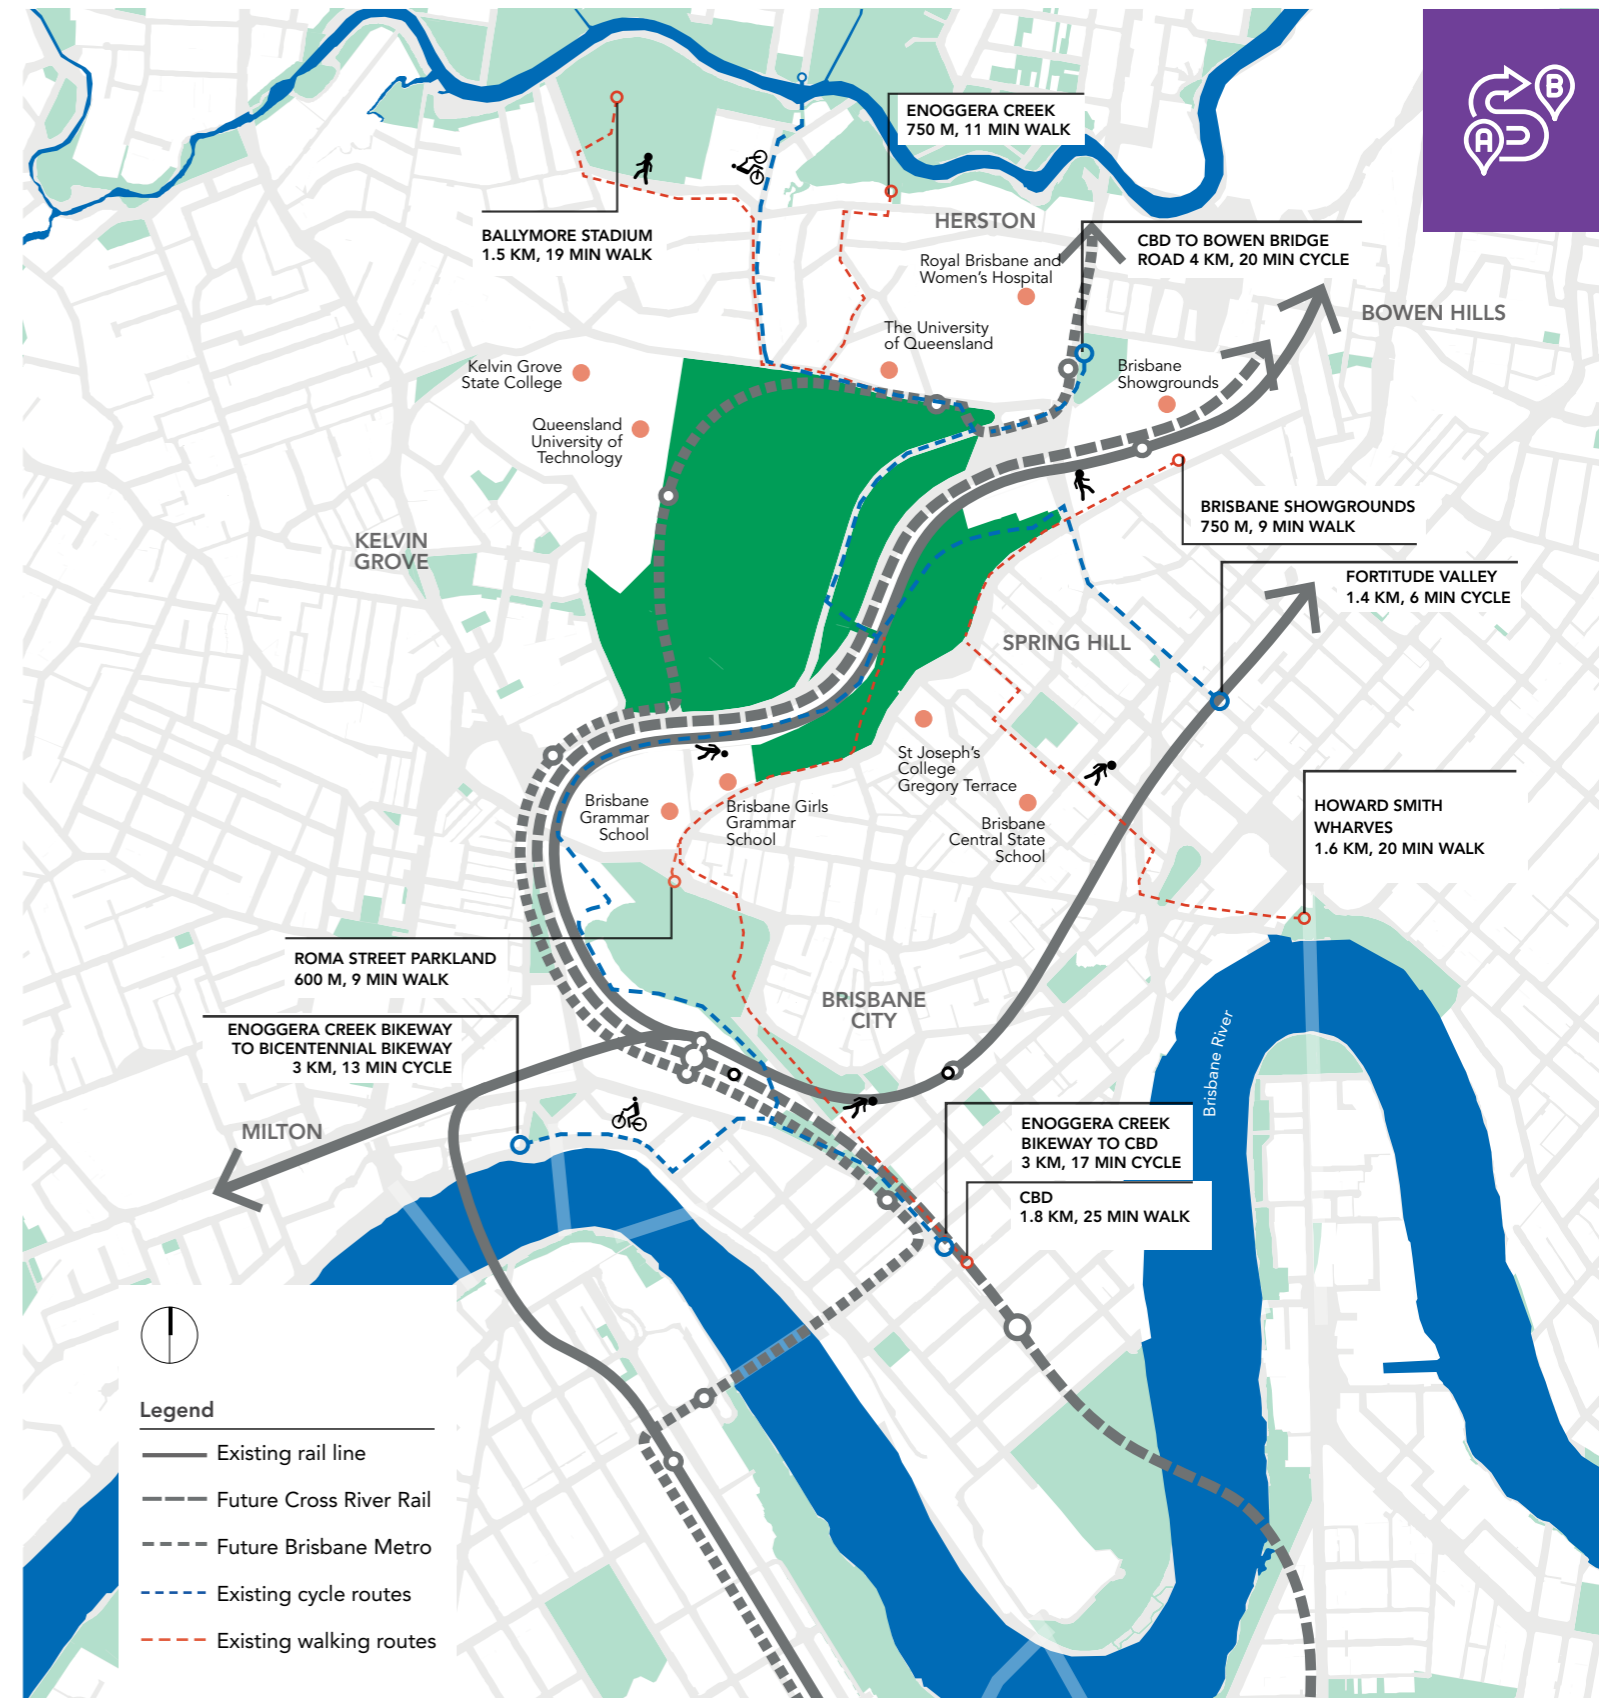 B
A
ENOGGERA CREEK
750 M, 11 MIN WALK
HERSTON
BALLYMORE STADIUM
1.5 KM, 19 MIN WALK
CBD TO BOWEN BRIDGE
ROAD 4 KM, 20 MIN CYCLE
Royal Brisbane and
Women's Hospital
BOWEN HILLS
The University
of Queensland
Kelvin Grove
State College
Brisbane
Showgrounds
Queensland
University of
Technology
BRISBANE SHOWGROUNDS
750 M, 9 MIN WALK
KELVIN
GROVE
FORTITUDE VALLEY
1.4 KM, 6 MIN CYCLE
SPRING HILL
St Joseph's
College
Gregory Terrace
Brisbane
Grammar
School
Brisbane Girls
Grammar
School
Brisbane
Central State
School
HOWARD SMITH
WHARVES
1.6 KM, 20 MIN WALK
ROMA STREET PARKLAND
600 M, 9 MIN WALK
BRISBANE
CITY
ENOGGERA CREEK BIKEWAY
TO BICENTENNIAL BIKEWAY
3 KM, 13 MIN CYCLE
Brisbane River
MILTON
ENOGGERA CREEK
BIKEWAY TO CBD
3 KM, 17 MIN CYCLE
CBD
1.8 KM, 25 MIN WALK
Legend
Existing rail line
Future Cross River Rail
Future Brisbane Metro
Existing cycle routes
Existing walking routes